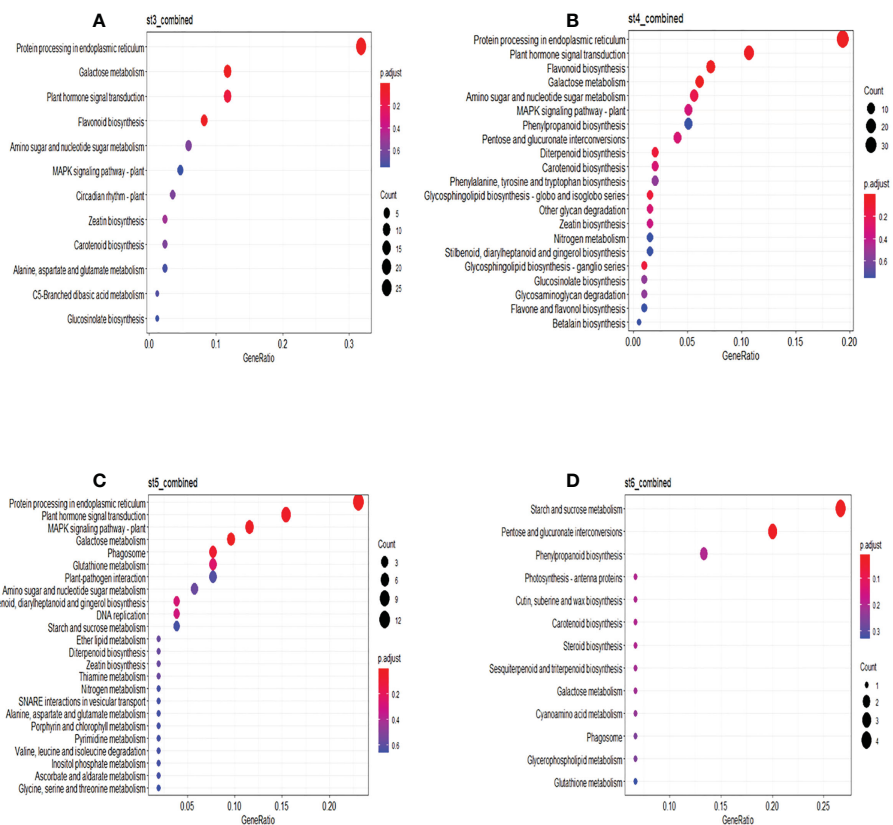 A
st3_combined
Protein processing in endoplasmic reticulum
Galactose metabolism
Plant hormone signal transduction
Flavonoid biosynthesis
Amino sugar and nucleotide sugar metabolism
MAPK signaling pathway - plant
Circadian rhythm - plant
Zeatin biosynthesis
Carotenoid biosynthesis
Alanine, aspartate and glutamate metabolism
C5-Branched dibasic acid metabolism
Glucosinolate biosynthesis
0.0 0.1 0.2 0.3
GeneRatio
p.adjust
0.2
0.4
0.6
Count
5
10
15
20
25
B
st4_combined
Protein processing in endoplasmic reticulum
Plant hormone signal transduction
Flavonoid biosynthesis
Galactose metabolism
Amino sugar and nucleotide sugar metabolism
MAPK signaling pathway - plant
Phenylpropanoid biosynthesis
Pentose and glucuronate interconversions
Diterpenoid biosynthesis
Carotenoid biosynthesis
Phenylalanine, tyrosine and tryptophan biosynthesis
Glycosphingolipid biosynthesis - globo and isoglobo series
Other glycan degradation
Zeatin biosynthesis
Nitrogen metabolism
Stilbenoid, diarylheptanoid and gingerol biosynthesis
Glycosphingolipid biosynthesis - ganglio series
Glucosinolate biosynthesis
Glycosaminoglycan degradation
Flavone and flavonol biosynthesis
Betalain biosynthesis
0.00 0.05 0.10 0.15 0.20
GeneRatio
Count
10
20
30
p.adjust
0.2
0.4
0.6
C
st5_combined
Protein processing in endoplasmic reticulum
Plant hormone signal transduction
MAPK signaling pathway - plant
Galactose metabolism
Phagosome
Glutathione metabolism
Plant-pathogen interaction
Amino sugar and nucleotide sugar metabolism
enoid, diarylheptanoid and gingerol biosynthesis
DNA replication
Starch and sucrose metabolism
Ether lipid metabolism
Diterpenoid biosynthesis
Zeatin biosynthesis
Thiamine metabolism
Nitrogen metabolism
SNARE interactions in vesicular transport
Alanine, aspartate and glutamate metabolism
Porphyrin and chlorophyll metabolism
Pyrimidine metabolism
Valine, leucine and isoleucine degradation
Inositol phosphate metabolism
Ascorbate and aldarate metabolism
Glycine, serine and threonine metabolism
0.05 0.10 0.15 0.20
GeneRatio
Count
3
6
9
12
p.adjust
0.2
0.4
0.6
D
st6_combined
Starch and sucrose metabolism
Pentose and glucuronate interconversions
Phenylpropanoid biosynthesis
Photosynthesis - antenna proteins
Cutin, suberine and wax biosynthesis
Carotenoid biosynthesis
Steroid biosynthesis
Sesquiterpenoid and triterpenoid biosynthesis
Galactose metabolism
Cyanoamino acid metabolism
Phagosome
Glycerophospholipid metabolism
Glutathione metabolism
0.10 0.15 0.20 0.25
GeneRatio
p.adjust
0.1
0.2
0.3
Count
1
2
3
4